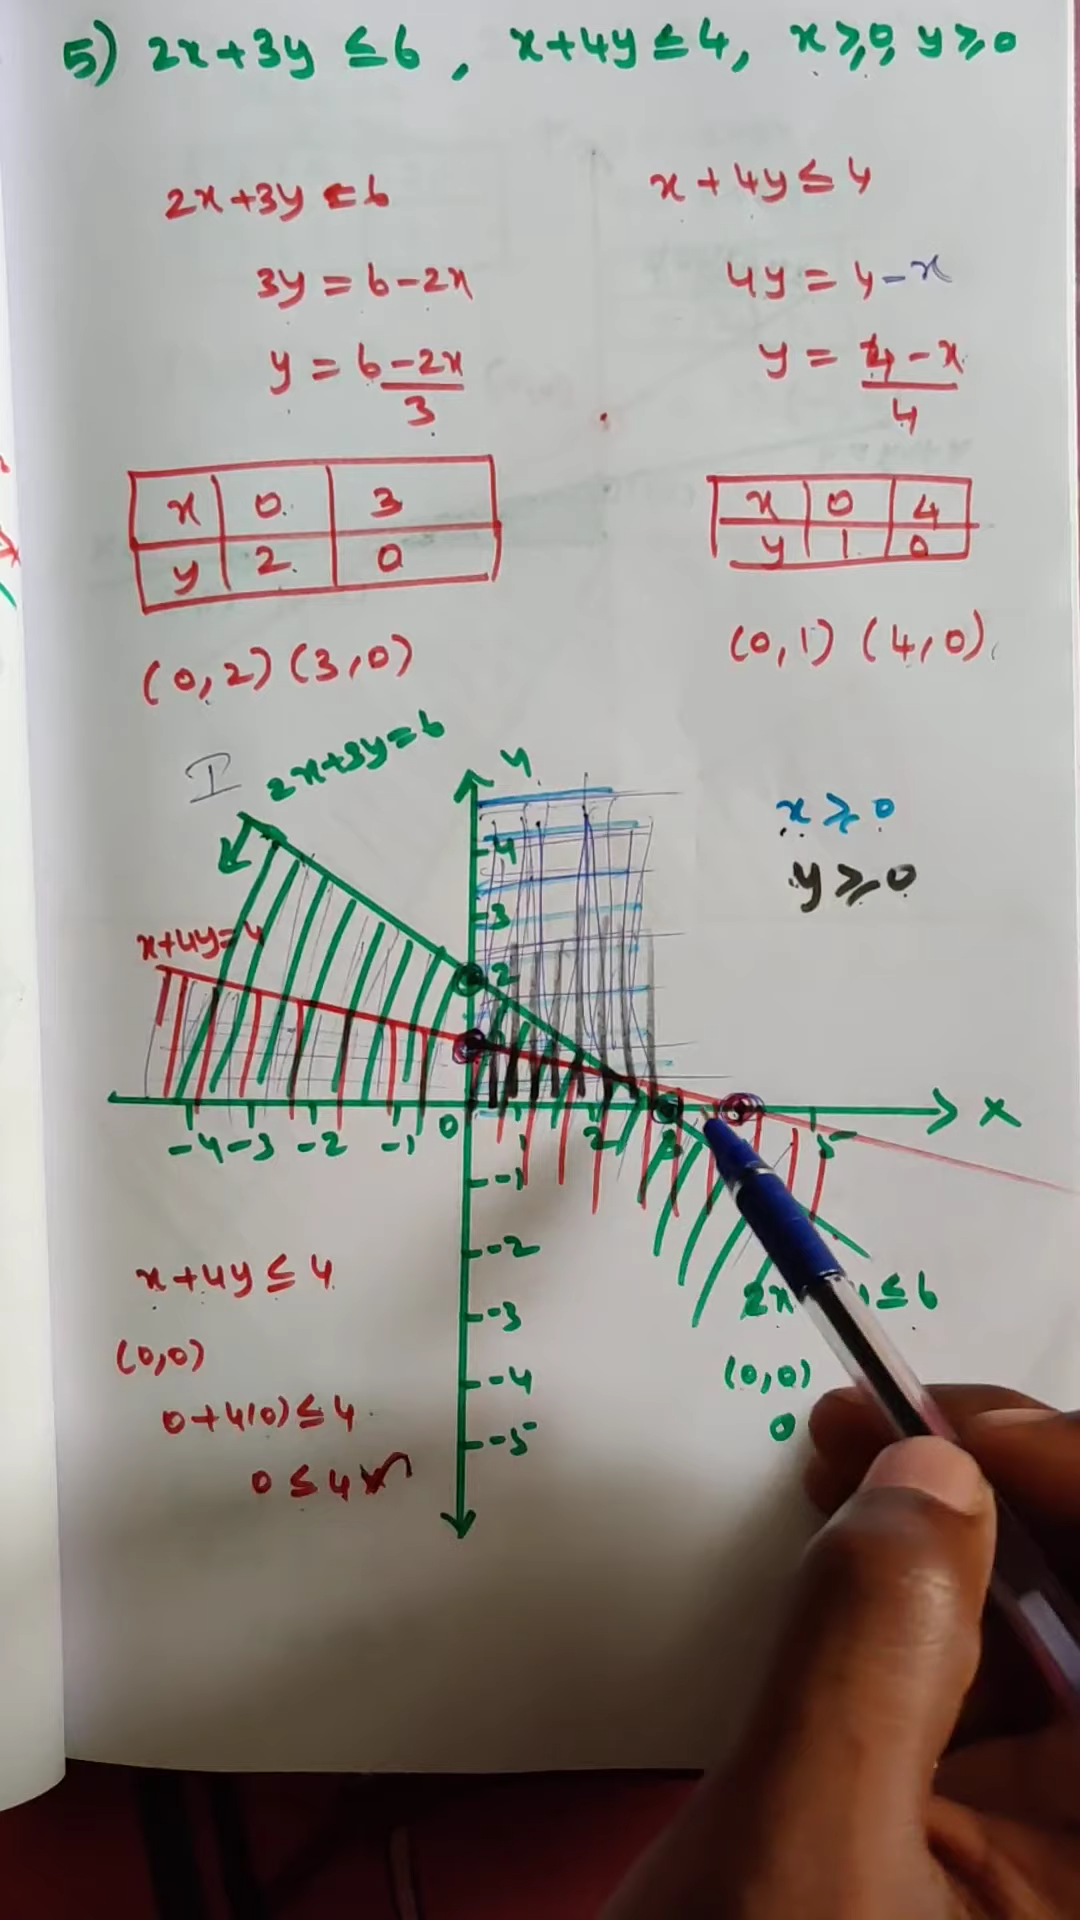 5) 2x+3y ≤6, x+4y≤4, x≥0, y≥0
2x+3y ≤6
3y = 6-2x
y = 6-2x
3
x 0 3
y 2 0
(0,2) (3,0)
x + 4y ≤ 4
4y = 4-x
y = 4-x
4
x 0 4
y 1 0
(0,1) (4,0)
I
2x+3y=6
y
x ≥ 0
y ≥ 0
x+4y=4
4
3
2
-4 -3 -2 -1 0 1 2 3 5
x
-1
-2
-3
-4
-5
x+4y ≤ 4
(0,0)
0+4(0) ≤ 4
0 ≤ 4
2x ≤ 6
(0,0)
0